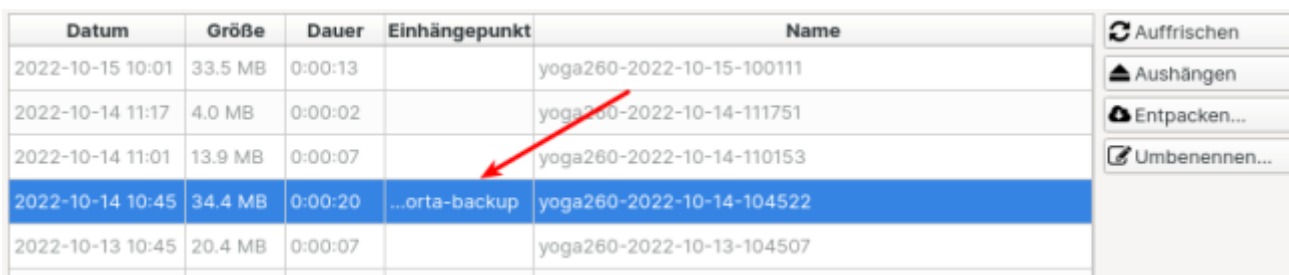 Datum Größe Dauer Einhängepunkt Name
2022-10-15 10:01 33.5 MB 0:00:13 yoga260-2022-10-15-100111
2022-10-14 11:17 4.0 MB 0:00:02 yoga260-2022-10-14-111751
2022-10-14 11:01 13.9 MB 0:00:07 yoga260-2022-10-14-110153
2022-10-14 10:45 34.4 MB 0:00:20 ...orta-backup yoga260-2022-10-14-104522
2022-10-13 10:45 20.4 MB 0:00:07 yoga260-2022-10-13-104507
Auffrischen
Aushängen
Entpacken...
Umbenennen...